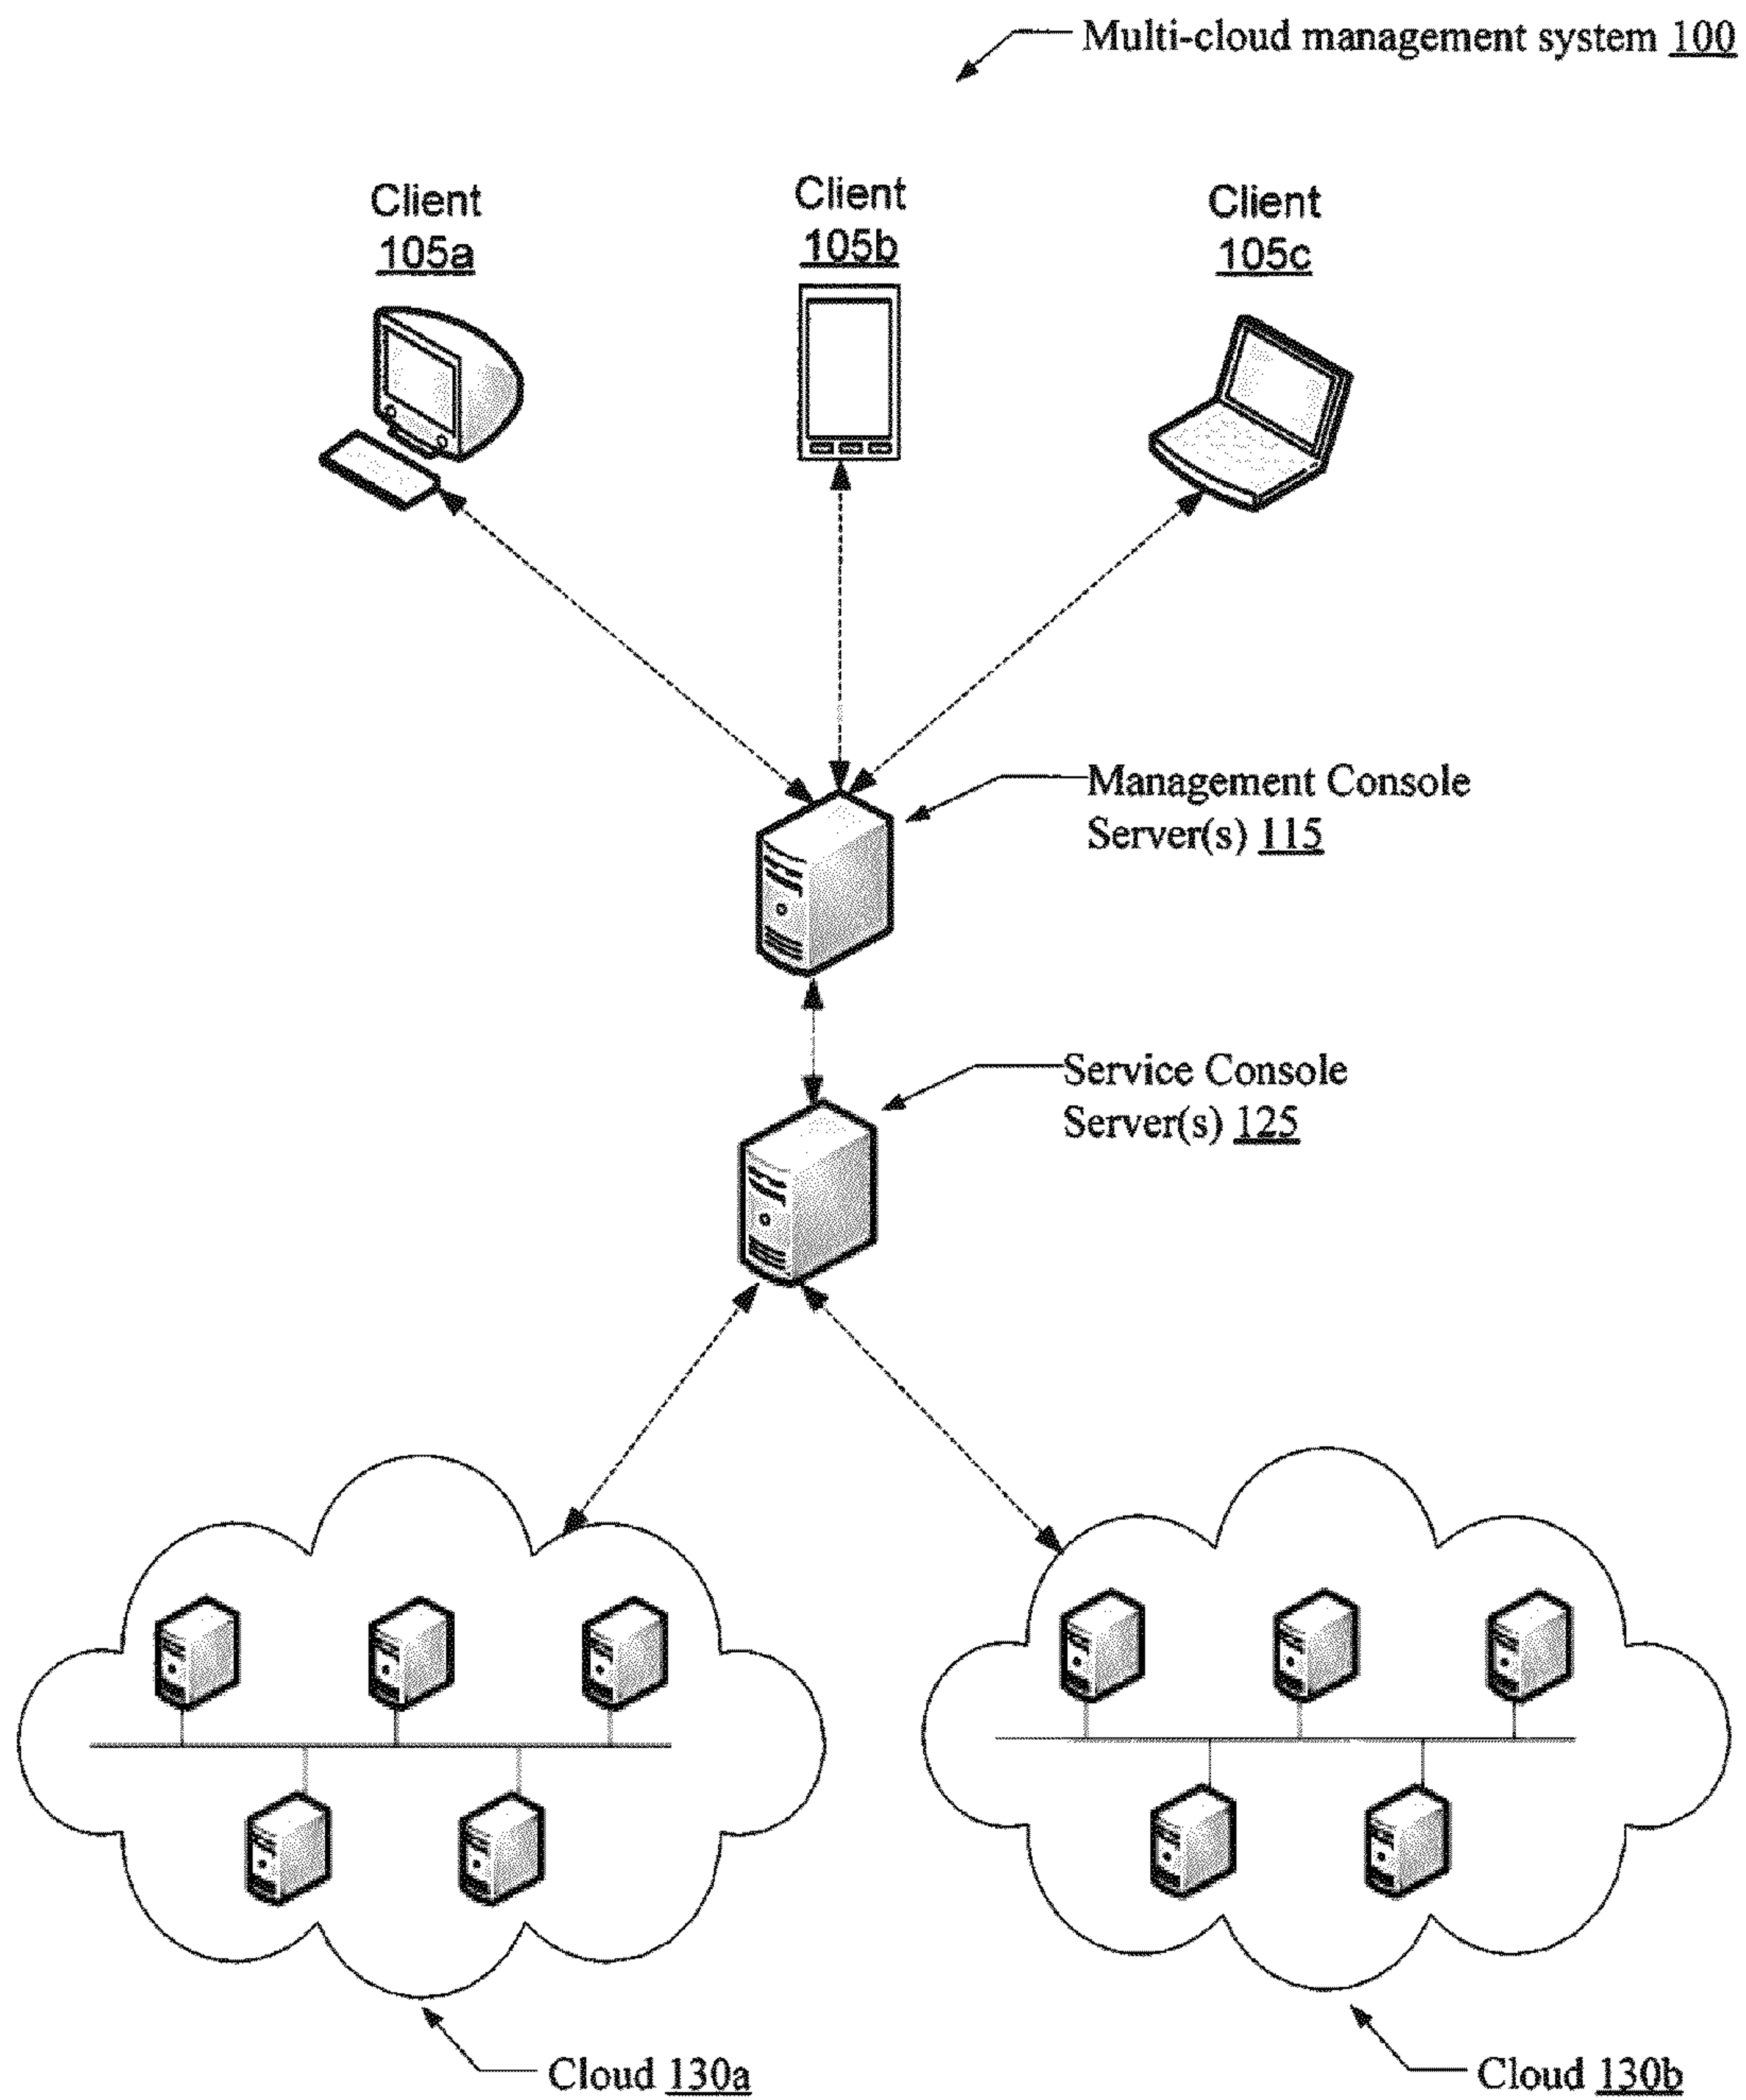 Multi-cloud management system 100
Client
105a
Client
105b
Client
105c
Management Console
Server(s) 115
Service Console
Server(s) 125
Cloud 130a
Cloud 130b